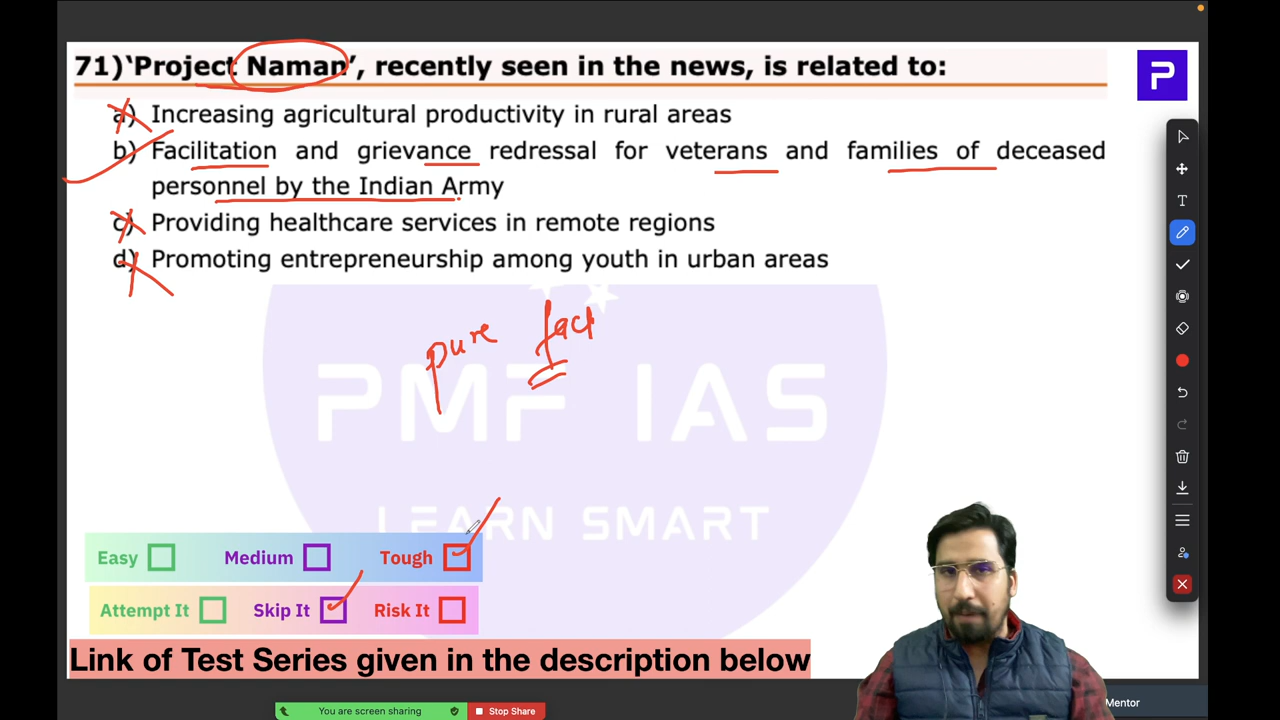 71)‘Project Naman’, recently seen in the news, is related to:
a) Increasing agricultural productivity in rural areas
b) Facilitation and grievance redressal for veterans and families of deceased
personnel by the Indian Army
c) Providing healthcare services in remote regions
d) Promoting entrepreneurship among youth in urban areas
P
T
pure fact
PMF IAS
LEARN SMART
Easy Medium Tough
Attempt It Skip It Risk It
Link of Test Series given in the description below
Mentor
You are screen sharing Stop Share